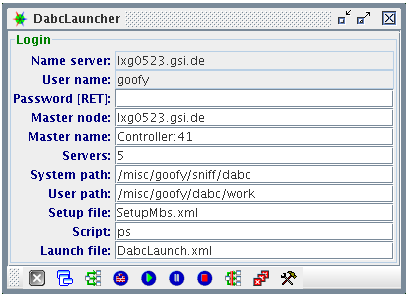 DabcLauncher
Login
Name server: lxg0523.gsi.de
User name: goofy
Password [RET]:
Master node: lxg0523.gsi.de
Master name: Controller:41
Servers: 5
System path: /misc/goofy/sniff/dabc
User path: /misc/goofy/dabc/work
Setup file: SetupMbs.xml
Script: ps
Launch file: DabcLaunch.xml